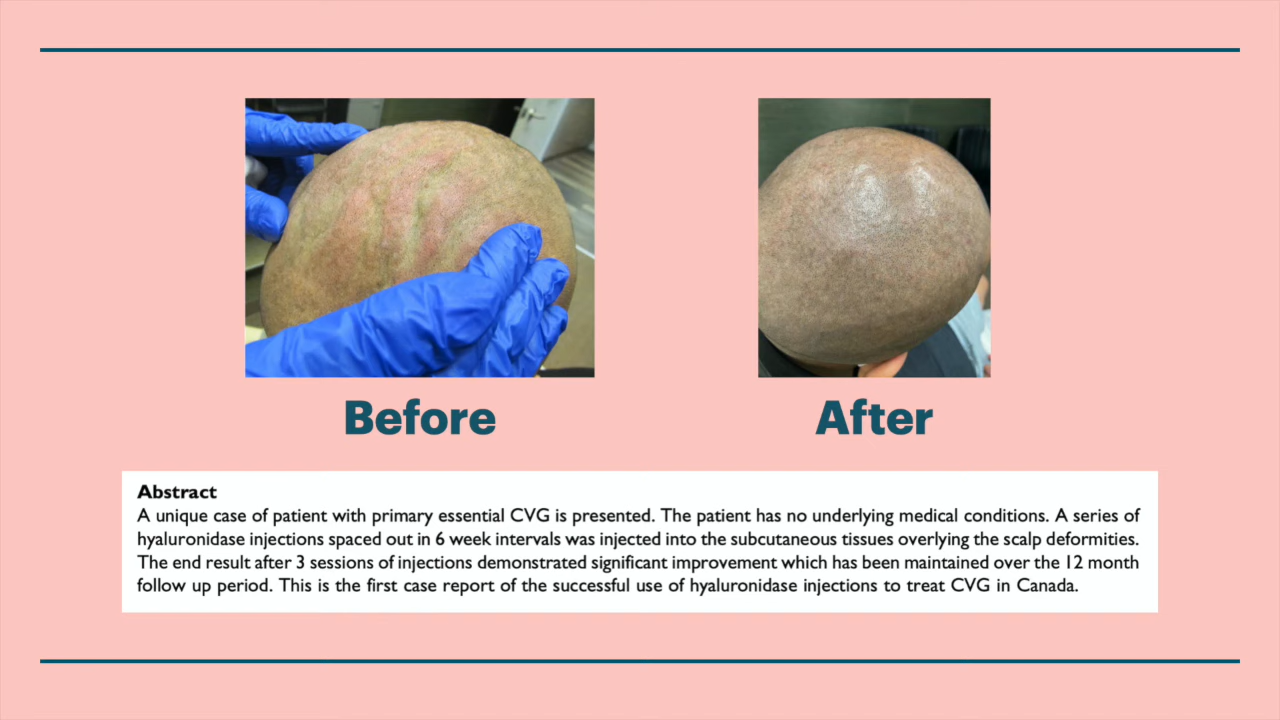 Before
After
Abstract
A unique case of patient with primary essential CVG is presented. The patient has no underlying medical conditions. A series of
hyaluronidase injections spaced out in 6 week intervals was injected into the subcutaneous tissues overlying the scalp deformities.
The end result after 3 sessions of injections demonstrated significant improvement which has been maintained over the 12 month
follow up period. This is the first case report of the successful use of hyaluronidase injections to treat CVG in Canada.